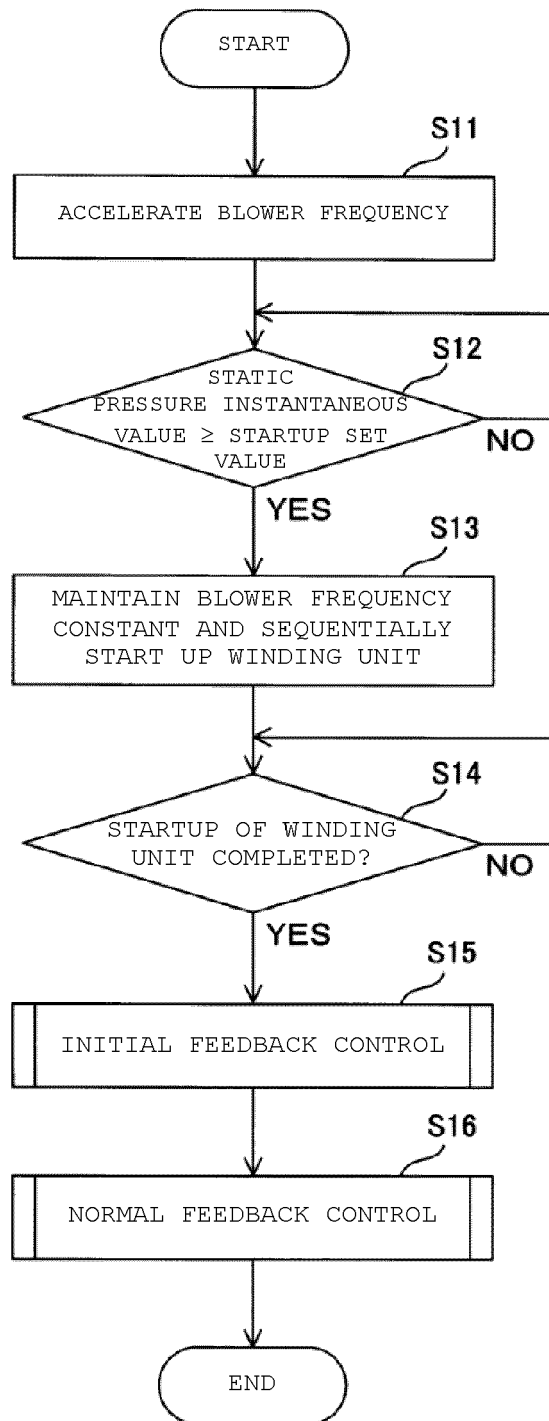 START
S11
ACCELERATE BLOWER FREQUENCY
S12
STATIC
PRESSURE INSTANTANEOUS
VALUE ≥ STARTUP SET
VALUE
NO
YES
S13
MAINTAIN BLOWER FREQUENCY
CONSTANT AND SEQUENTIALLY
START UP WINDING UNIT
S14
STARTUP OF WINDING
UNIT COMPLETED?
NO
YES
S15
INITIAL FEEDBACK CONTROL
S16
NORMAL FEEDBACK CONTROL
END